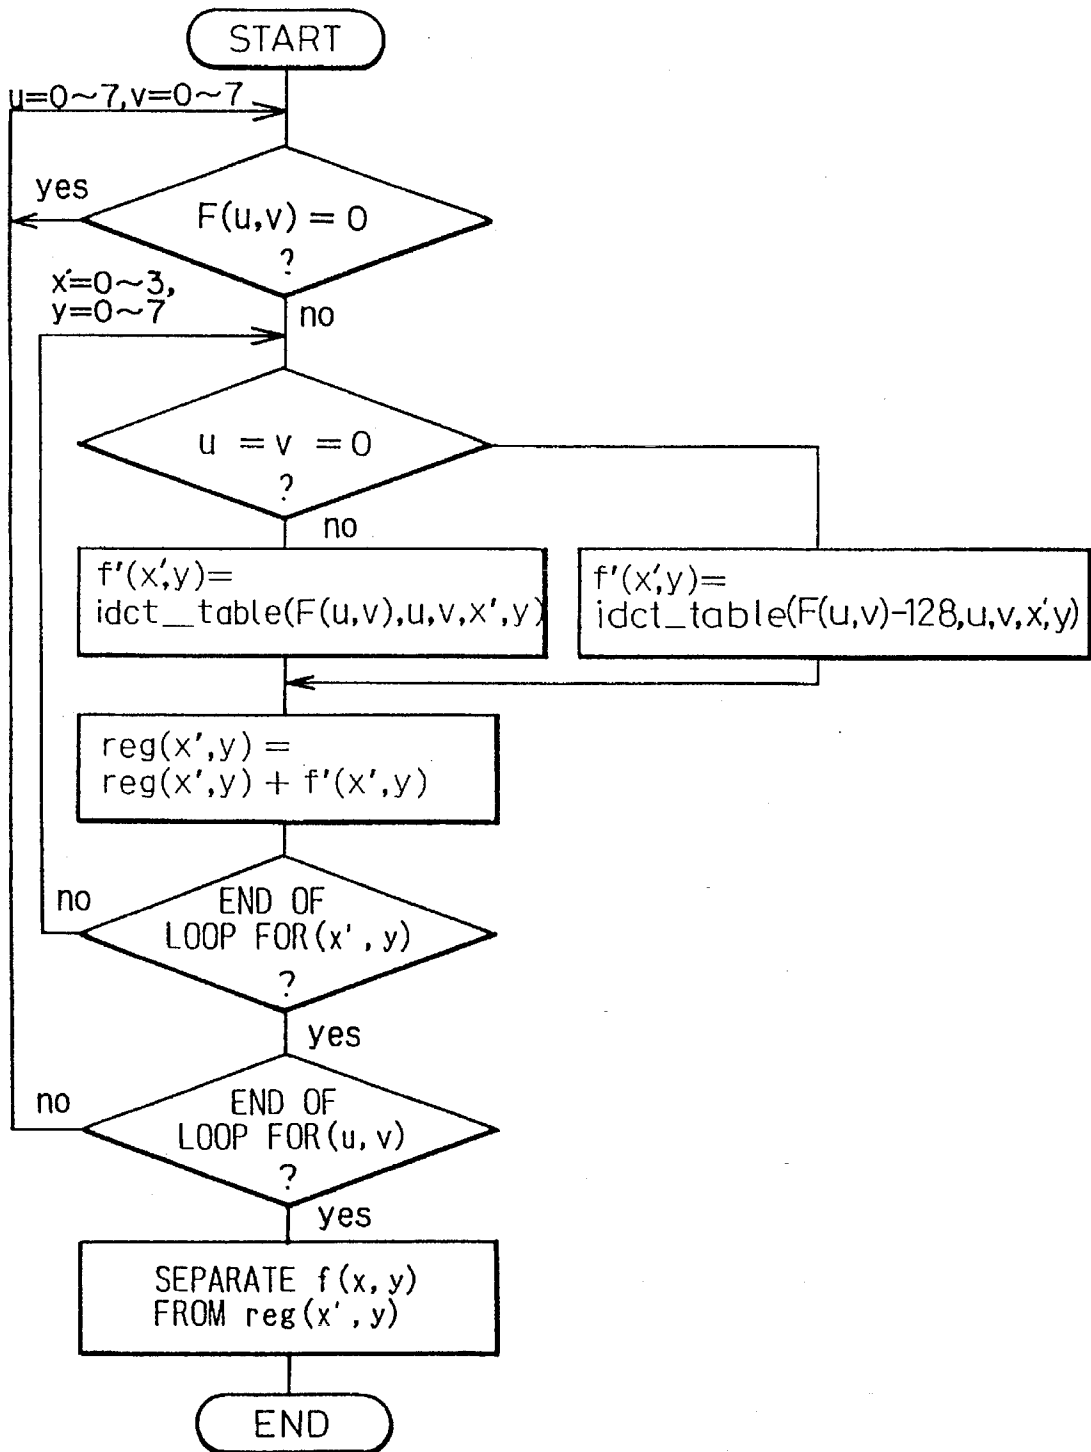 START
u=0~7,v=0~7
yes
F(u,v) = 0
?
x'=0~3,
y=0~7
no
u = v = 0
?
no
f'(x',y)=
idct_table(F(u,v),u,v,x',y)
f'(x',y)=
idct_table(F(u,v)-128,u,v,x',y)
reg(x',y) =
reg(x',y) + f'(x',y)
no
END OF
LOOP FOR(x',y)
?
yes
no
END OF
LOOP FOR(u,v)
?
yes
SEPARATE f(x,y)
FROM reg(x',y)
END